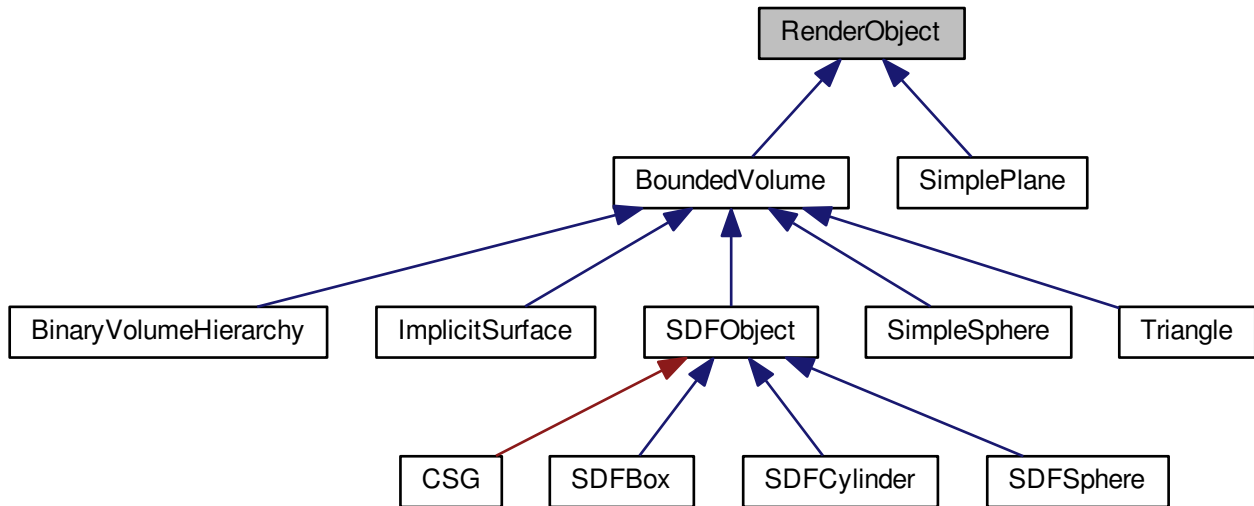 RenderObject
BoundedVolume
SimplePlane
BinaryVolumeHierarchy
ImplicitSurface
SDFObject
SimpleSphere
Triangle
CSG
SDFBox
SDFCylinder
SDFSphere